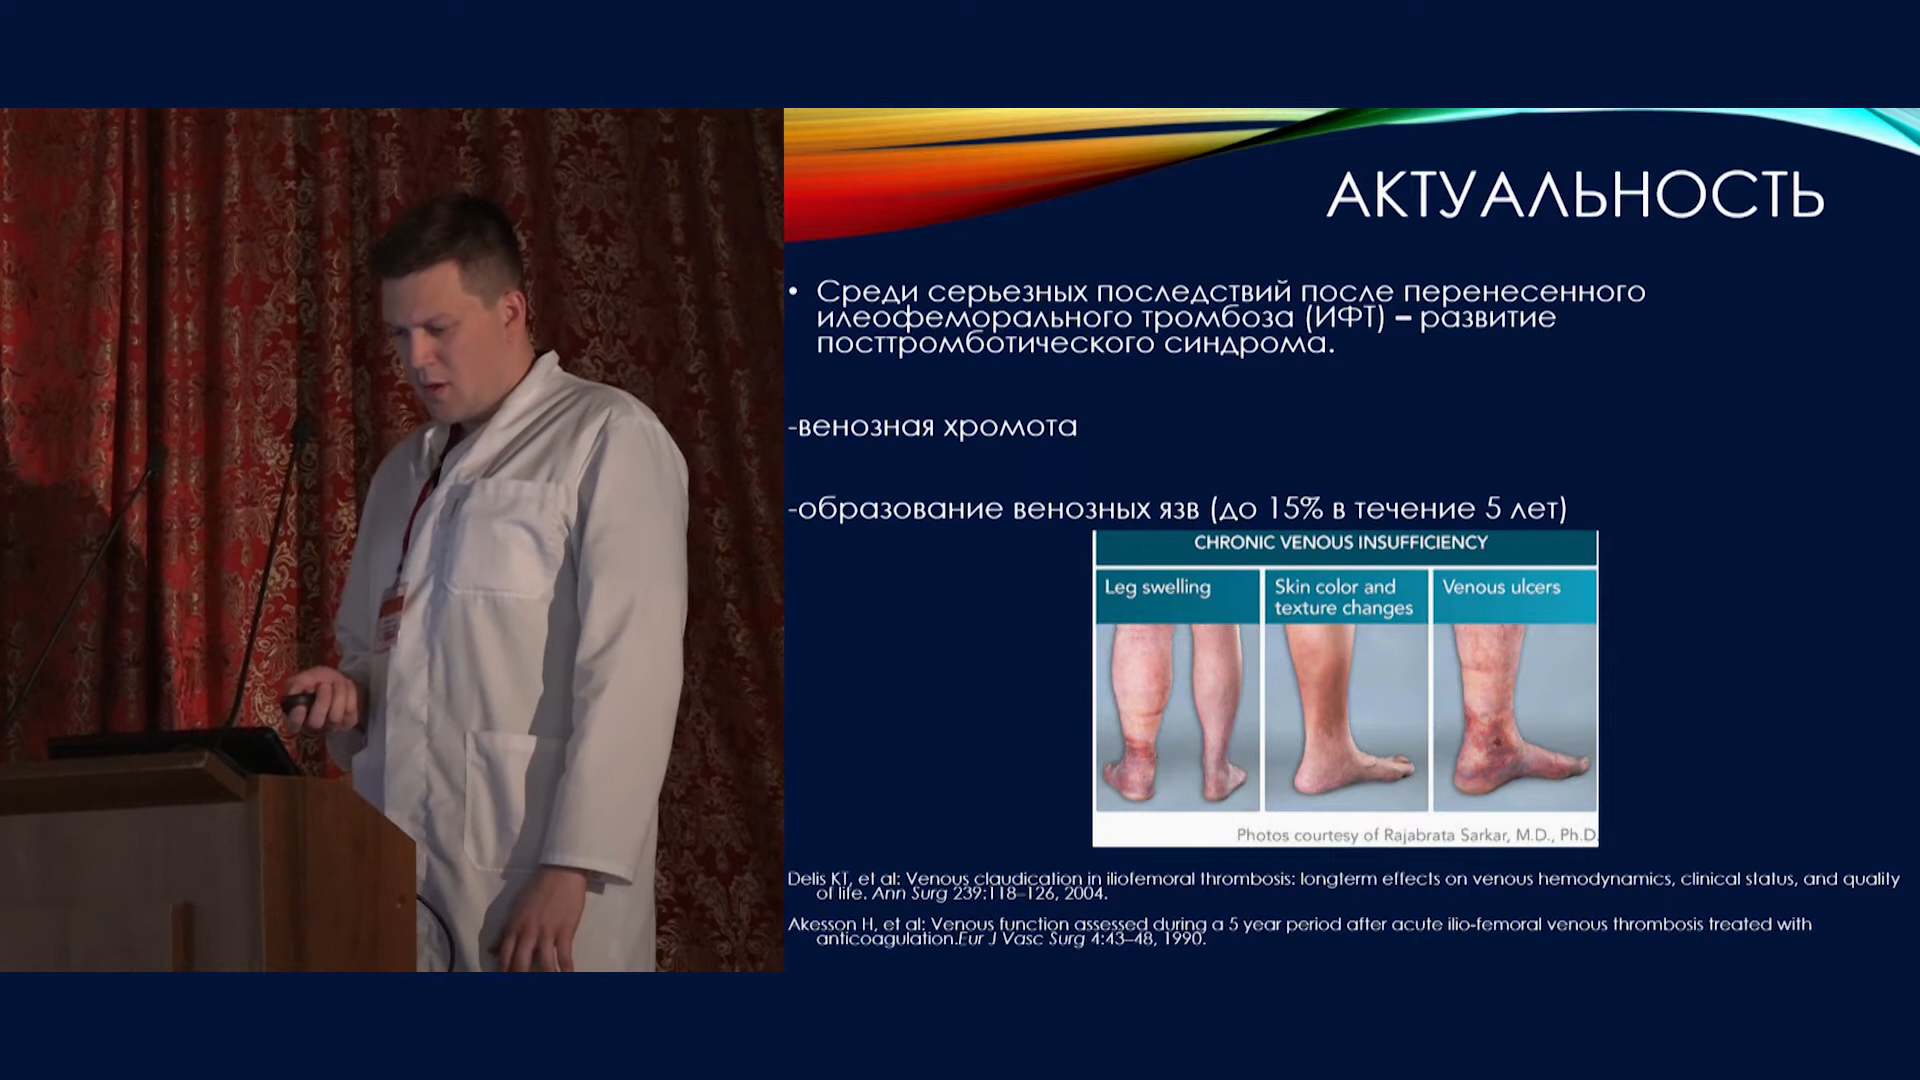 АКТУАЛЬНОСТЬ
• Среди серьезных последствий после перенесенного
илеофеморального тромбоза (ИФТ) – развитие
посттромботического синдрома.
-венозная хромота
-образование венозных язв (до 15% в течение 5 лет)
CHRONIC VENOUS INSUFFICIENCY
Leg swelling
Skin color and
texture changes
Venous ulcers
Photos courtesy of Rajabrata Sarkar, M.D., Ph.D.
Delis KT, et al: Venous claudication in iliofemoral thrombosis: longterm effects on venous hemodynamics, clinical status, and quality
of life. Ann Surg 239:118–126, 2004.
Akesson H, et al: Venous function assessed during a 5 year period after acute ilio-femoral venous thrombosis treated with
anticoagulation.Eur J Vasc Surg 4:43–48, 1990.